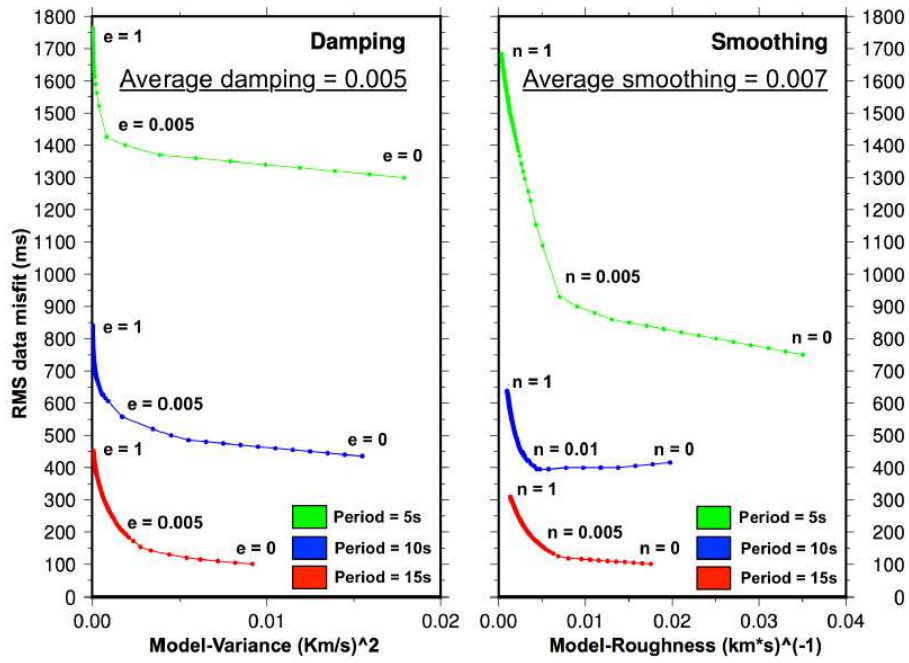 Damping
Average damping = 0.005
e = 1
e = 0.005
e = 0
e = 1
e = 0.005
e = 0
e = 1
e = 0.005
e = 0
Period = 5s
Period = 10s
Period = 15s
RMS data misfit (ms)
1800
1700
1600
1500
1400
1300
1200
1100
1000
900
800
700
600
500
400
300
200
100
0
0.00
0.01
0.02
Model-Variance (Km/s)^2
Smoothing
Average smoothing = 0.007
n = 1
n = 0.005
n = 0
n = 1
n = 0.01
n = 0
n = 1
n = 0.005
n = 0
Period = 5s
Period = 10s
Period = 15s
1800
1700
1600
1500
1400
1300
1200
1100
1000
900
800
700
600
500
400
300
200
100
0
0.00
0.01
0.02
0.03
0.04
Model-Roughness (km*s)^(-1)